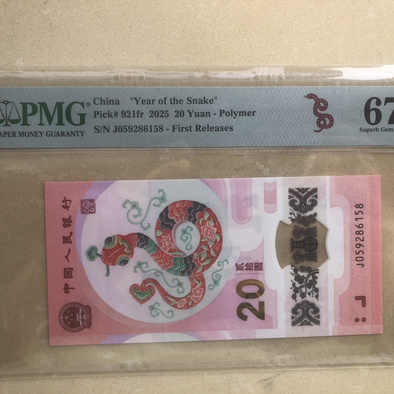 PMG
PAPER MONEY GUARANTY
China "Year of the Snake"
Pick# 921fr 2025 20 Yuan - Polymer
S/N J059286158 - First Releases
67
Superb Gem
中国人民银行
贰拾圆
20
J059286158